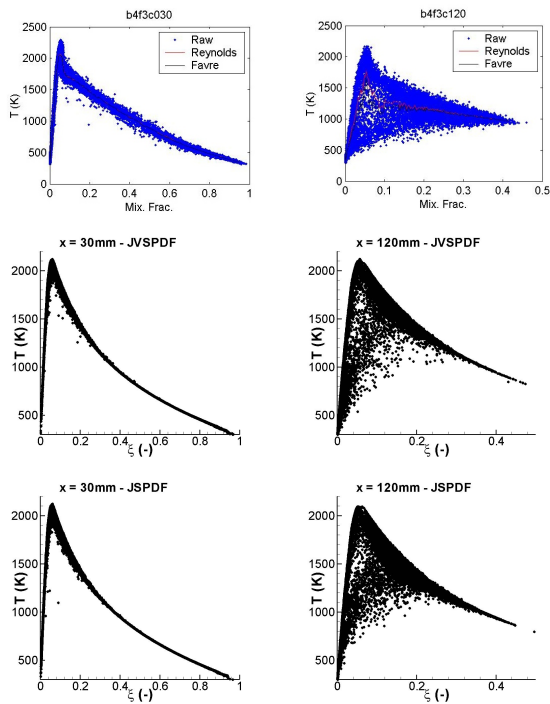 b4f3c030
b4f3c120
2500
2000
1500
1000
500
0
T (K)
Raw
Reynolds
Favre
0 0.2 0.4 0.6 0.8 1
Mix. Frac.
2500
2000
1500
1000
500
0
T (K)
Raw
Reynolds
Favre
0 0.1 0.2 0.3 0.4 0.5
Mix. Frac.
x = 30mm - JVSPDF
2000
1500
1000
500
T (K)
0 0.2 0.4 0.6 0.8 1
ξ (-)
x = 120mm - JVSPDF
2000
1500
1000
500
T (K)
0 0.1 0.2 0.4
ξ (-)
x = 30mm - JSPDF
2000
1500
1000
500
T (K)
0 0.2 0.4 0.6 0.8 1
ξ (-)
x = 120mm - JSPDF
2000
1500
1000
500
T (K)
0 0.1 0.2 0.4
ξ (-)